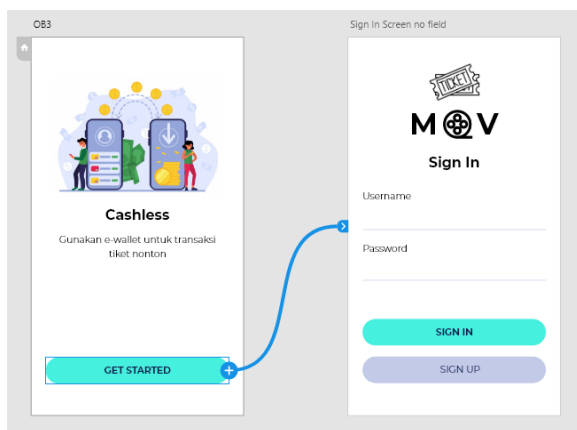 OB3
Cashless
Gunakan e-wallet untuk transaksi
tiket nonton
GET STARTED
Sign In Screen no field
TICKET
MOV
Sign In
Username
Password
SIGN IN
SIGN UP